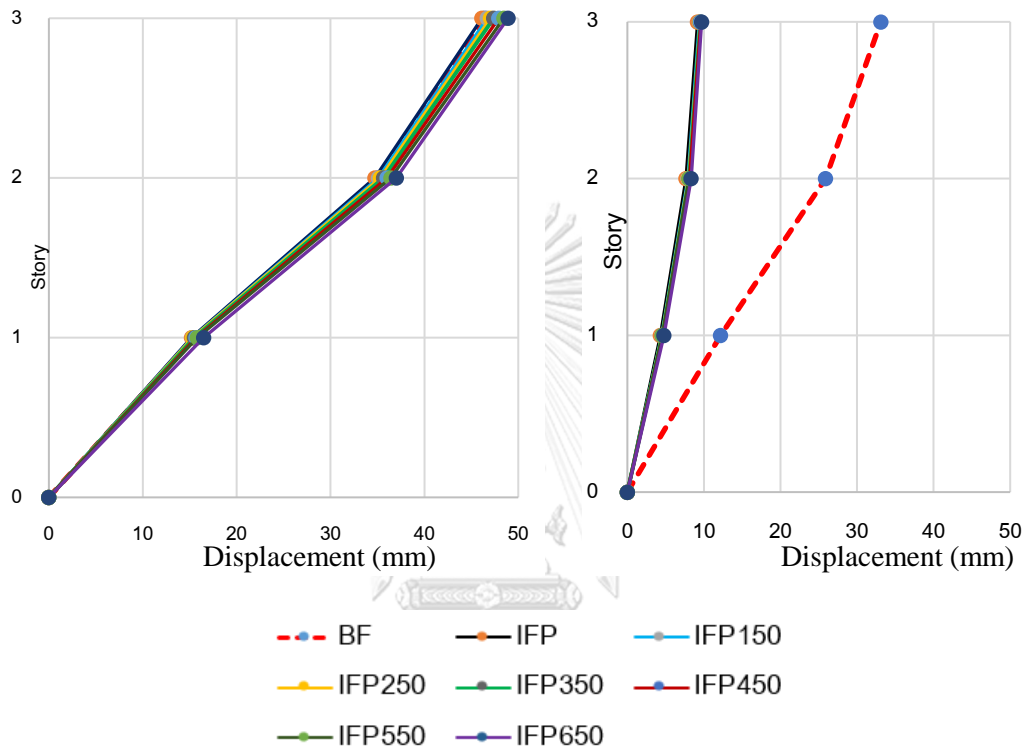 3
2
1
0
Story
0 10 20 30 40 50
Displacement (mm)
3
2
1
0
Story
0 10 20 30 40 50
Displacement (mm)
BF IFP IFP150
IFP250 IFP350 IFP450
IFP550 IFP650